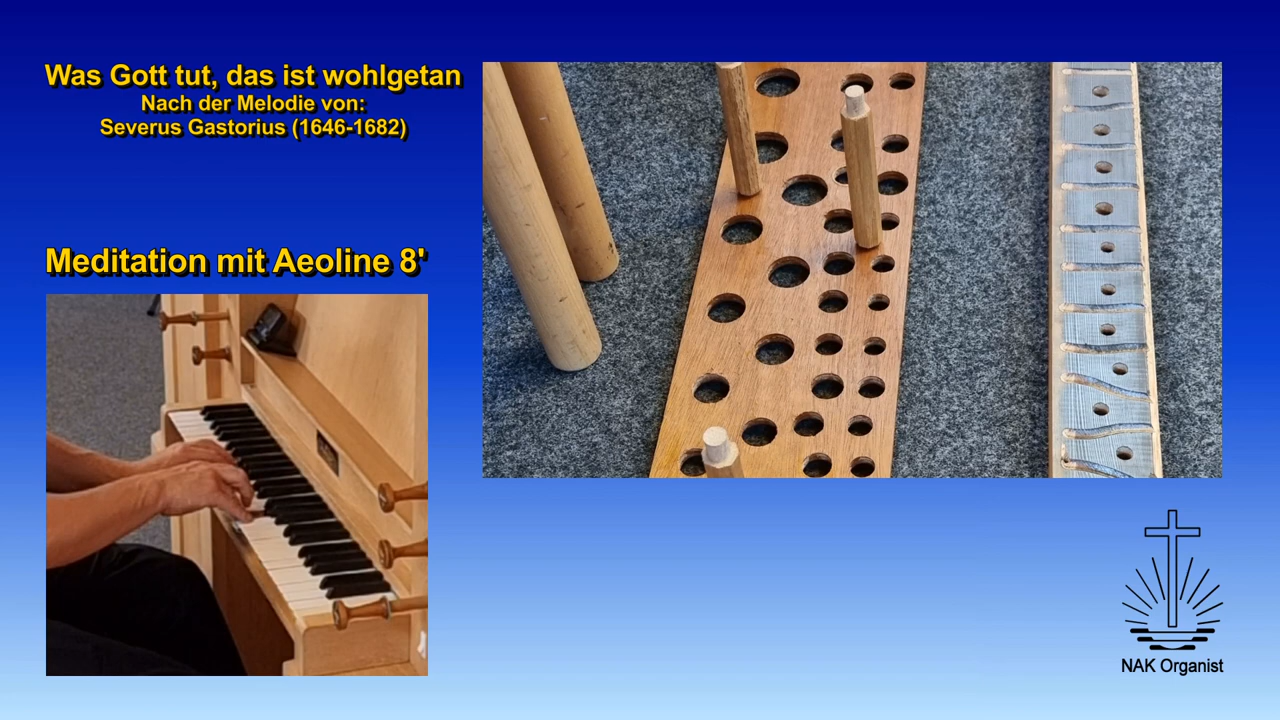 Was Gott tut, das ist wohlgetan
Nach der Melodie von:
Severus Gastorius (1646-1682)
Meditation mit Aeoline 8'
NAK Organist